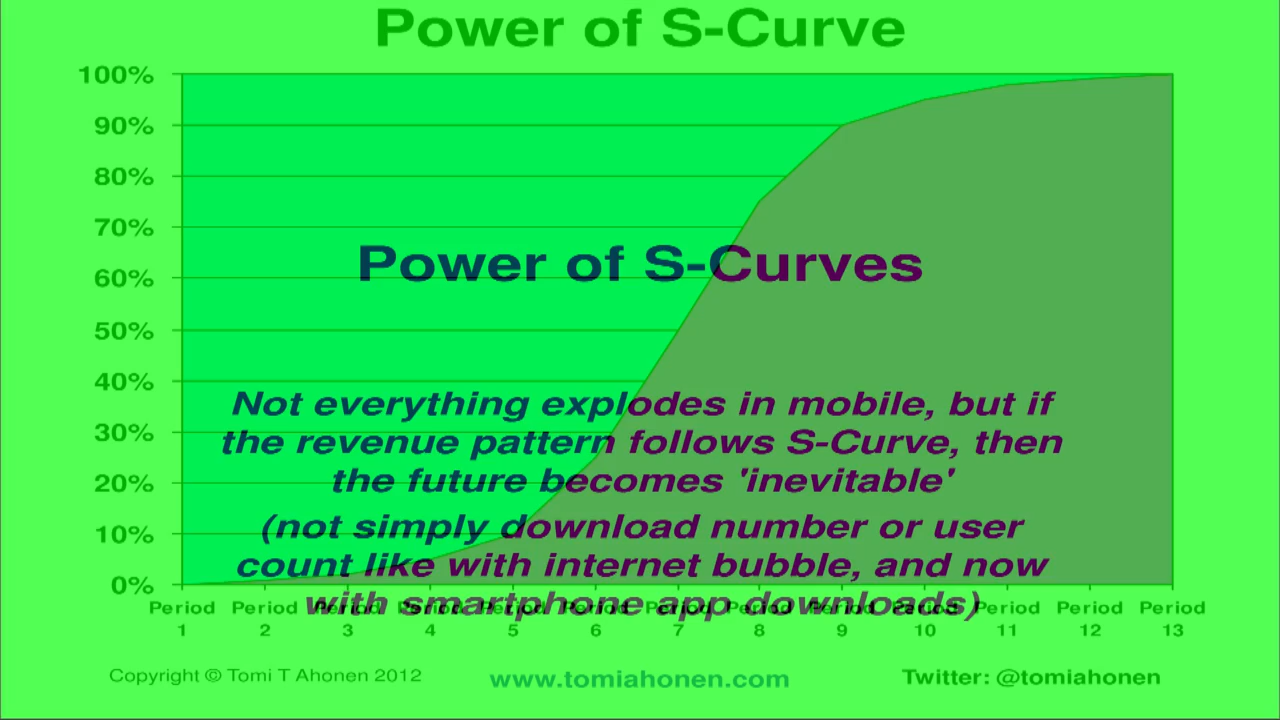 Power of S-Curve
100%
90%
80%
70%
Power of S-Curves
60%
50%
40%
Not everything explodes in mobile, but if
30%
the revenue pattern follows S-Curve, then
20%
the future becomes 'inevitable'
10%
(not simply download number or user
count like with internet bubble, and now
0%
with smartphone app downloads)
Period Period Period Period Period Period Period Period Period Period Period Period Period
1 2 3 4 5 6 7 8 9 10 11 12 13
Copyright © Tomi T Ahonen 2012 www.tomiahonen.com Twitter: @tomiahonen